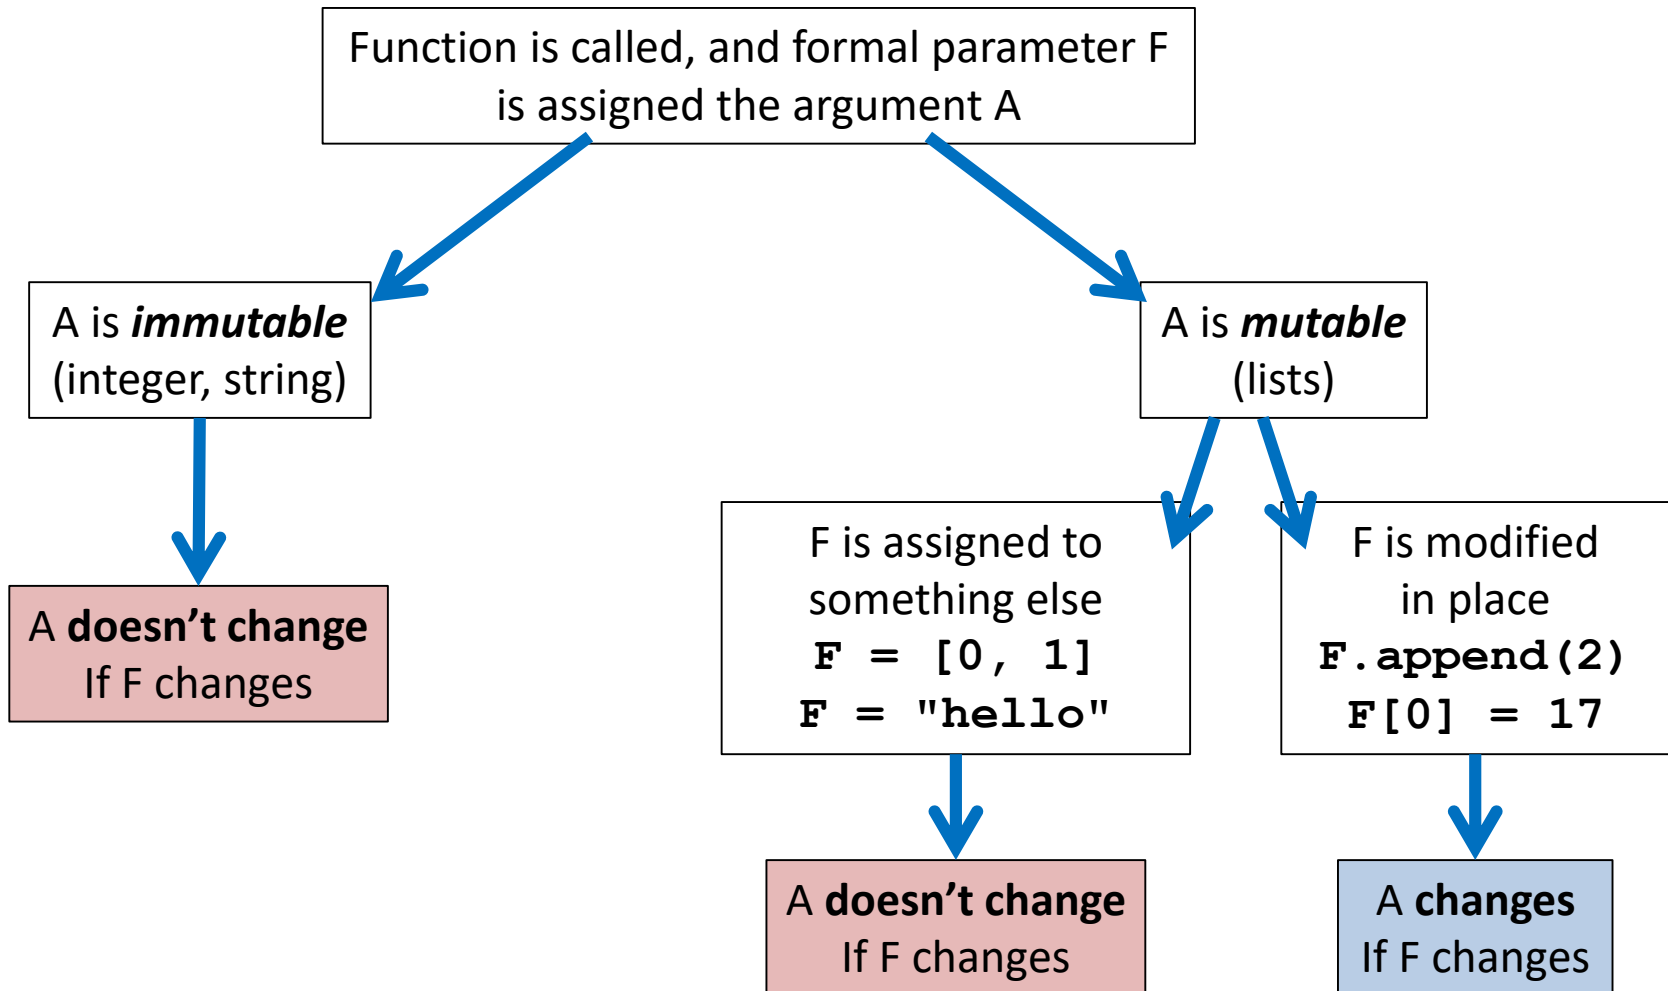 Function is called, and formal parameter F
is assigned the argument A
A is immutable
(integer, string)
A is mutable
(lists)
A doesn’t change
If F changes
F is assigned to
something else
F = [0, 1]
F = "hello"
F is modified
in place
F.append(2)
F[0] = 17
A doesn’t change
If F changes
A changes
If F changes